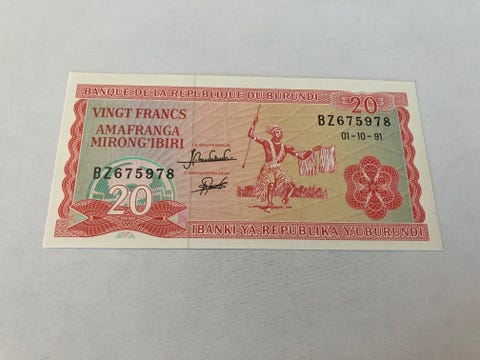 BANQUE DE LA REPUBLIQUE DU BURUNDI
20
VINGT FRANCS
AMAFRANGA
MIRONG'IBIRI
BZ675978
01-10-91
BZ675978
20
IBANKI YA REPUBLIKA Y'UBURUNDI